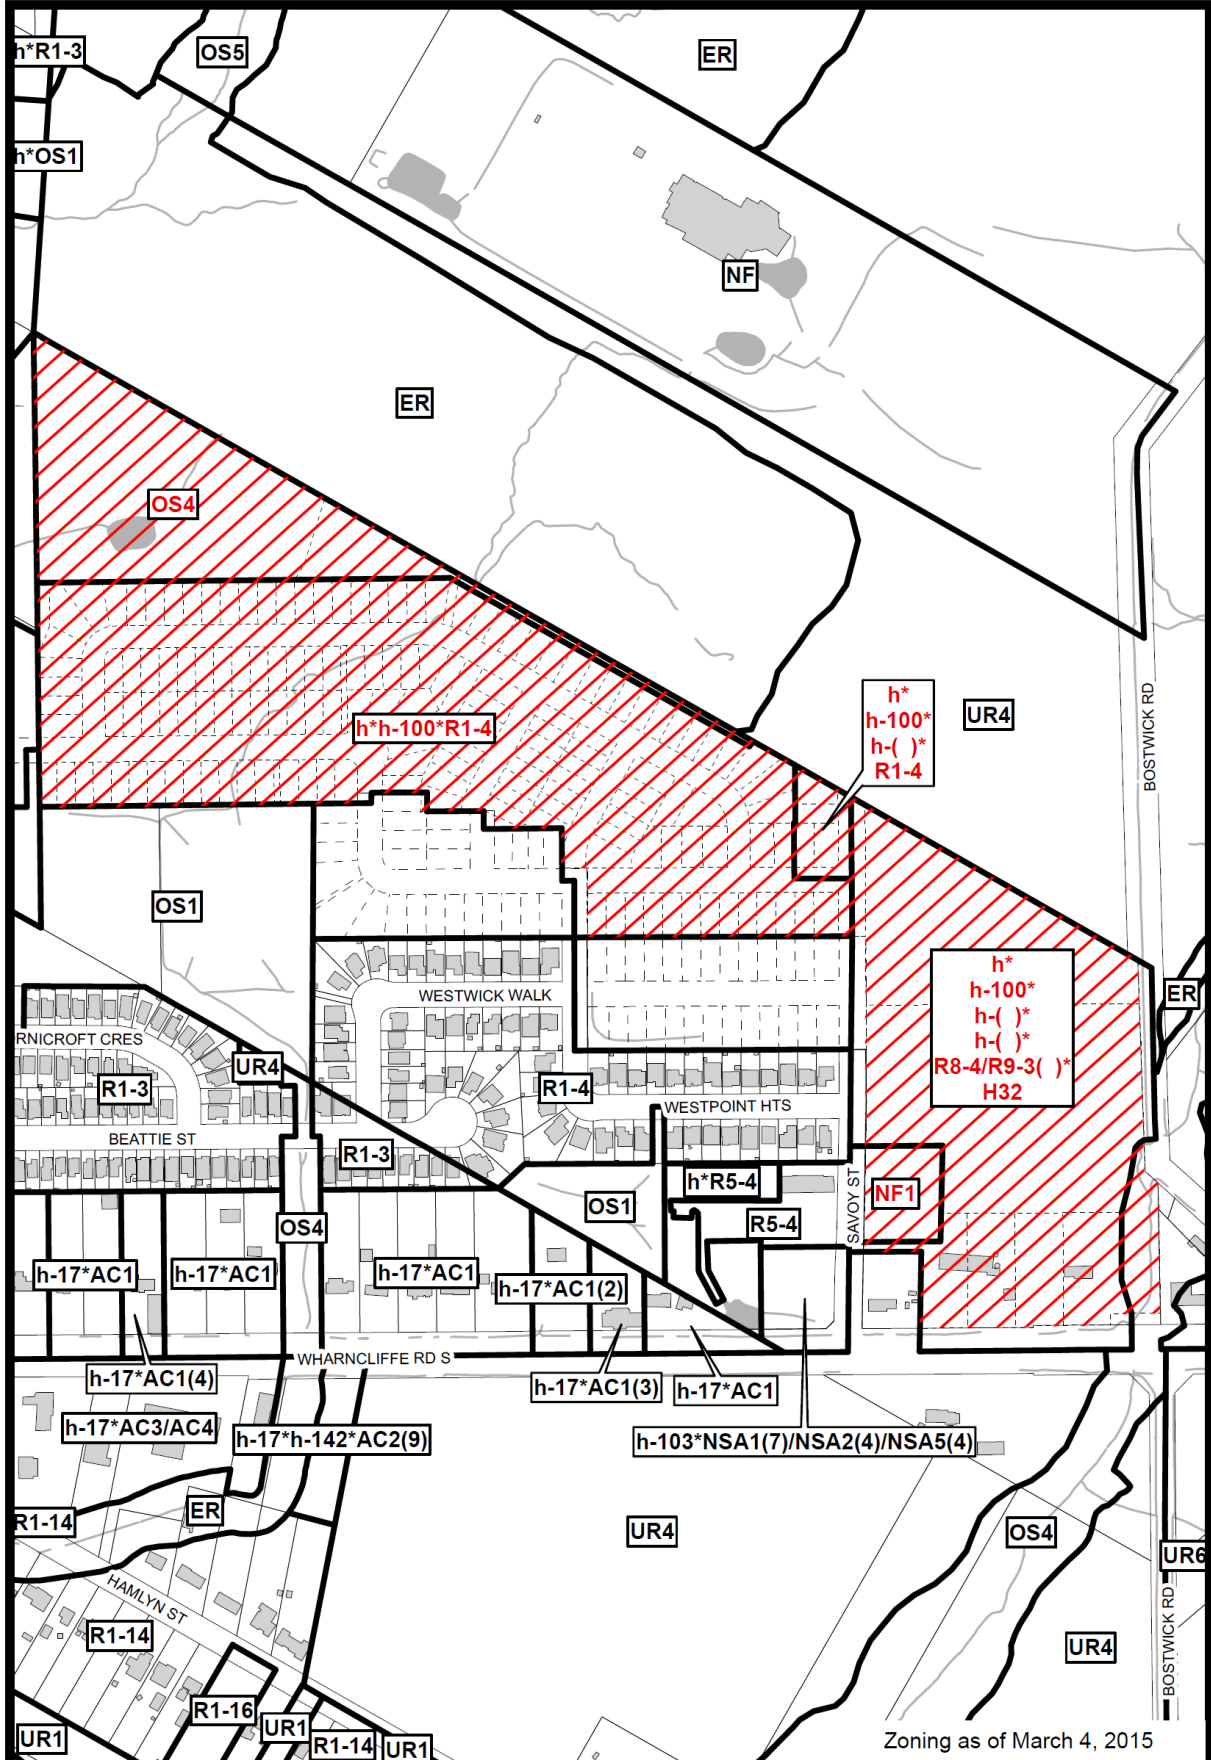 h*R1-3
OS5
ER
h*OS1
NF
ER
OS4
h*
h-100*
h-( )*
R1-4
UR4
BOSTWICK RD
h*h-100*R1-4
OS1
h*
h-100*
h-( )*
h-( )*
R8-4/R9-3( )*
H32
ER
WESTWICK WALK
RNICROFT CRES
UR4
R1-3
R1-4
WESTPOINT HTS
BEATTIE ST
R1-3
h*R5-4
NF1
OS1
SAVOY ST
OS4
R5-4
h-17*AC1
h-17*AC1
h-17*AC1
h-17*AC1(2)
WHARNCLIFFE RD S
h-17*AC1(4)
h-17*AC1(3)
h-17*AC1
h-17*AC3/AC4
h-17*h-142*AC2(9)
h-103*NSA1(7)/NSA2(4)/NSA5(4)
ER
R1-14
UR4
OS4
UR6
HAMLYN ST
R1-14
UR4
BOSTWICK RD
R1-16
UR1
UR1
R1-14
UR1
Zoning as of March 4, 2015